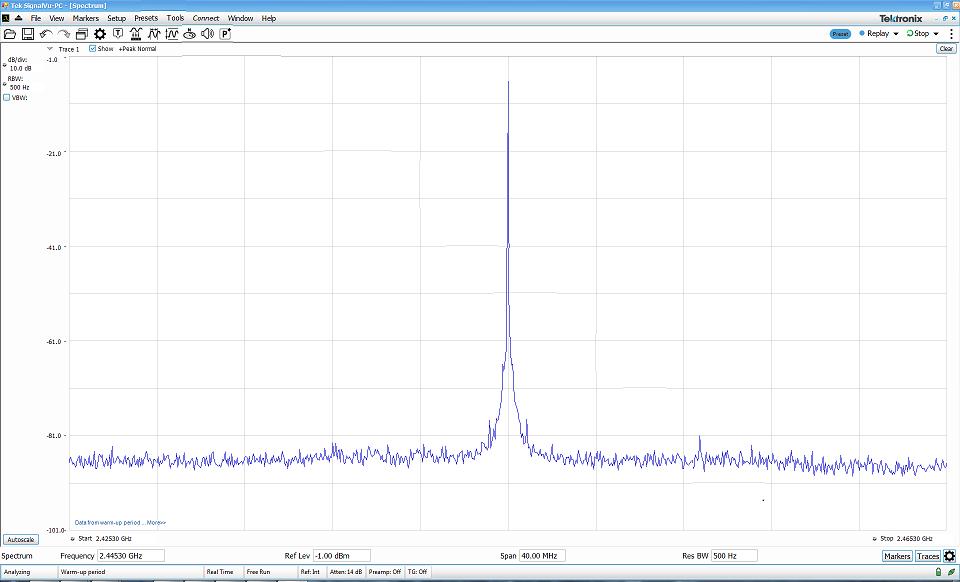 Tek SignalVu-PC - [Spectrum]
File View Markers Setup Presets Tools Connect Window Help
Tektronix
Preset Replay Stop
Trace 1 Show +Peak Normal Clear
dB/div:
10.0 dB
RBW:
500 Hz
VBW:
-1.0
-21.0
-41.0
-61.0
-81.0
-101.0
Data from warm-up period ... More>>
Autoscale Start 2.42530 GHz Stop 2.46530 GHz
Spectrum Frequency 2.44530 GHz Ref Lev -1.00 dBm Span 40.00 MHz Res BW 500 Hz Markers Traces
Analyzing Warm-up period Real Time Free Run Ref: Int Atten: 14 dB Preamp: Off TG: Off